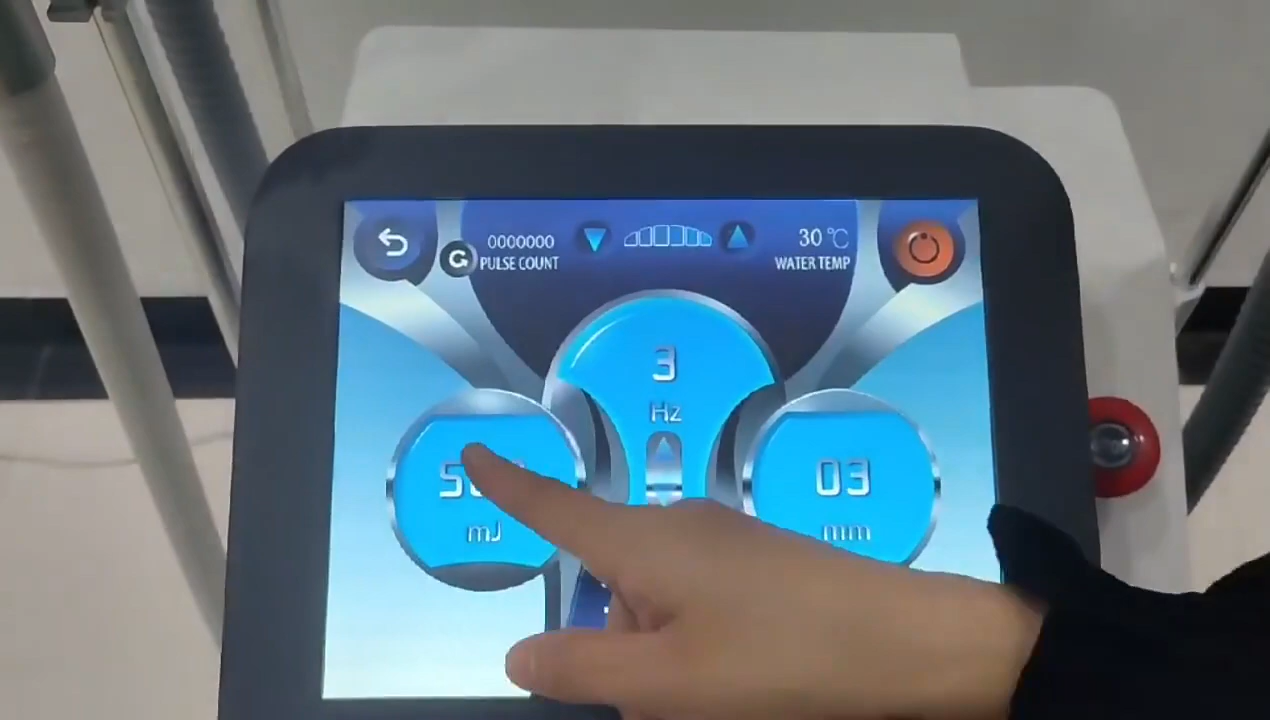 0000000
PULSE COUNT
30 °C
WATER TEMP
3
Hz
mJ
03
mm